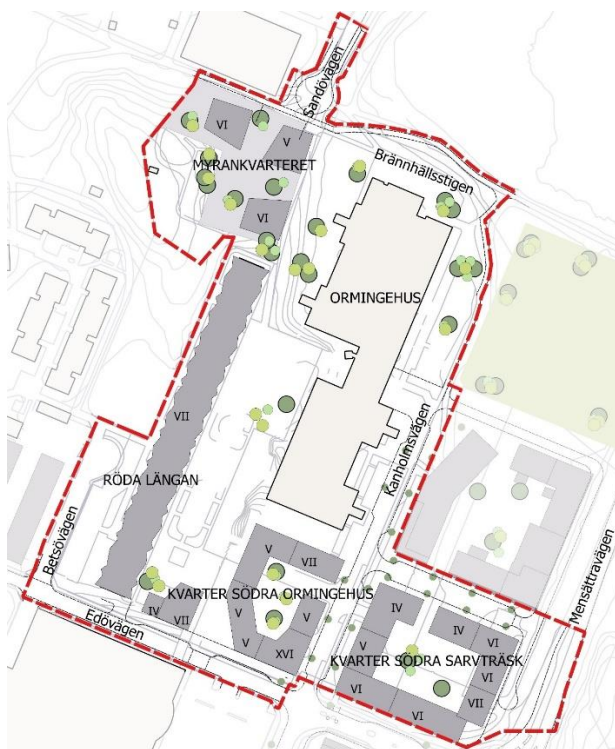 Sandövägen
VI
V
MYRANKVARTERET
VI
Brännhällsstigen
ORMINGEHUS
VII
RÖDA LÄNGAN
Kanholmsvägen
Betsövägen
Mensättravägen
V
VII
KVARTER SÖDRA ORMINGEHUS
IV
VII
V
V
V
XVI
Edövägen
IV
IV
VI
V
KVARTER SÖDRA SARVTRÄSK
VI
VI
VI
VII